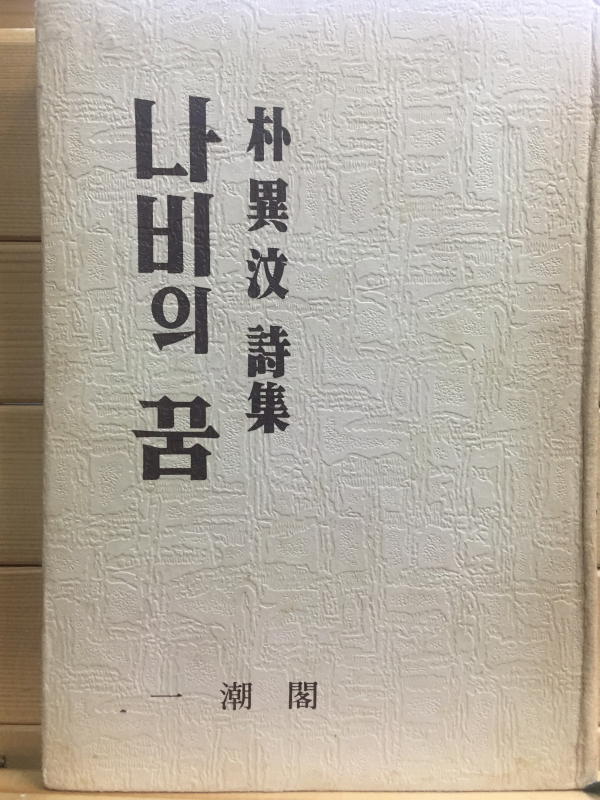 朴異汶 詩集
나비의 꿈
一潮閣